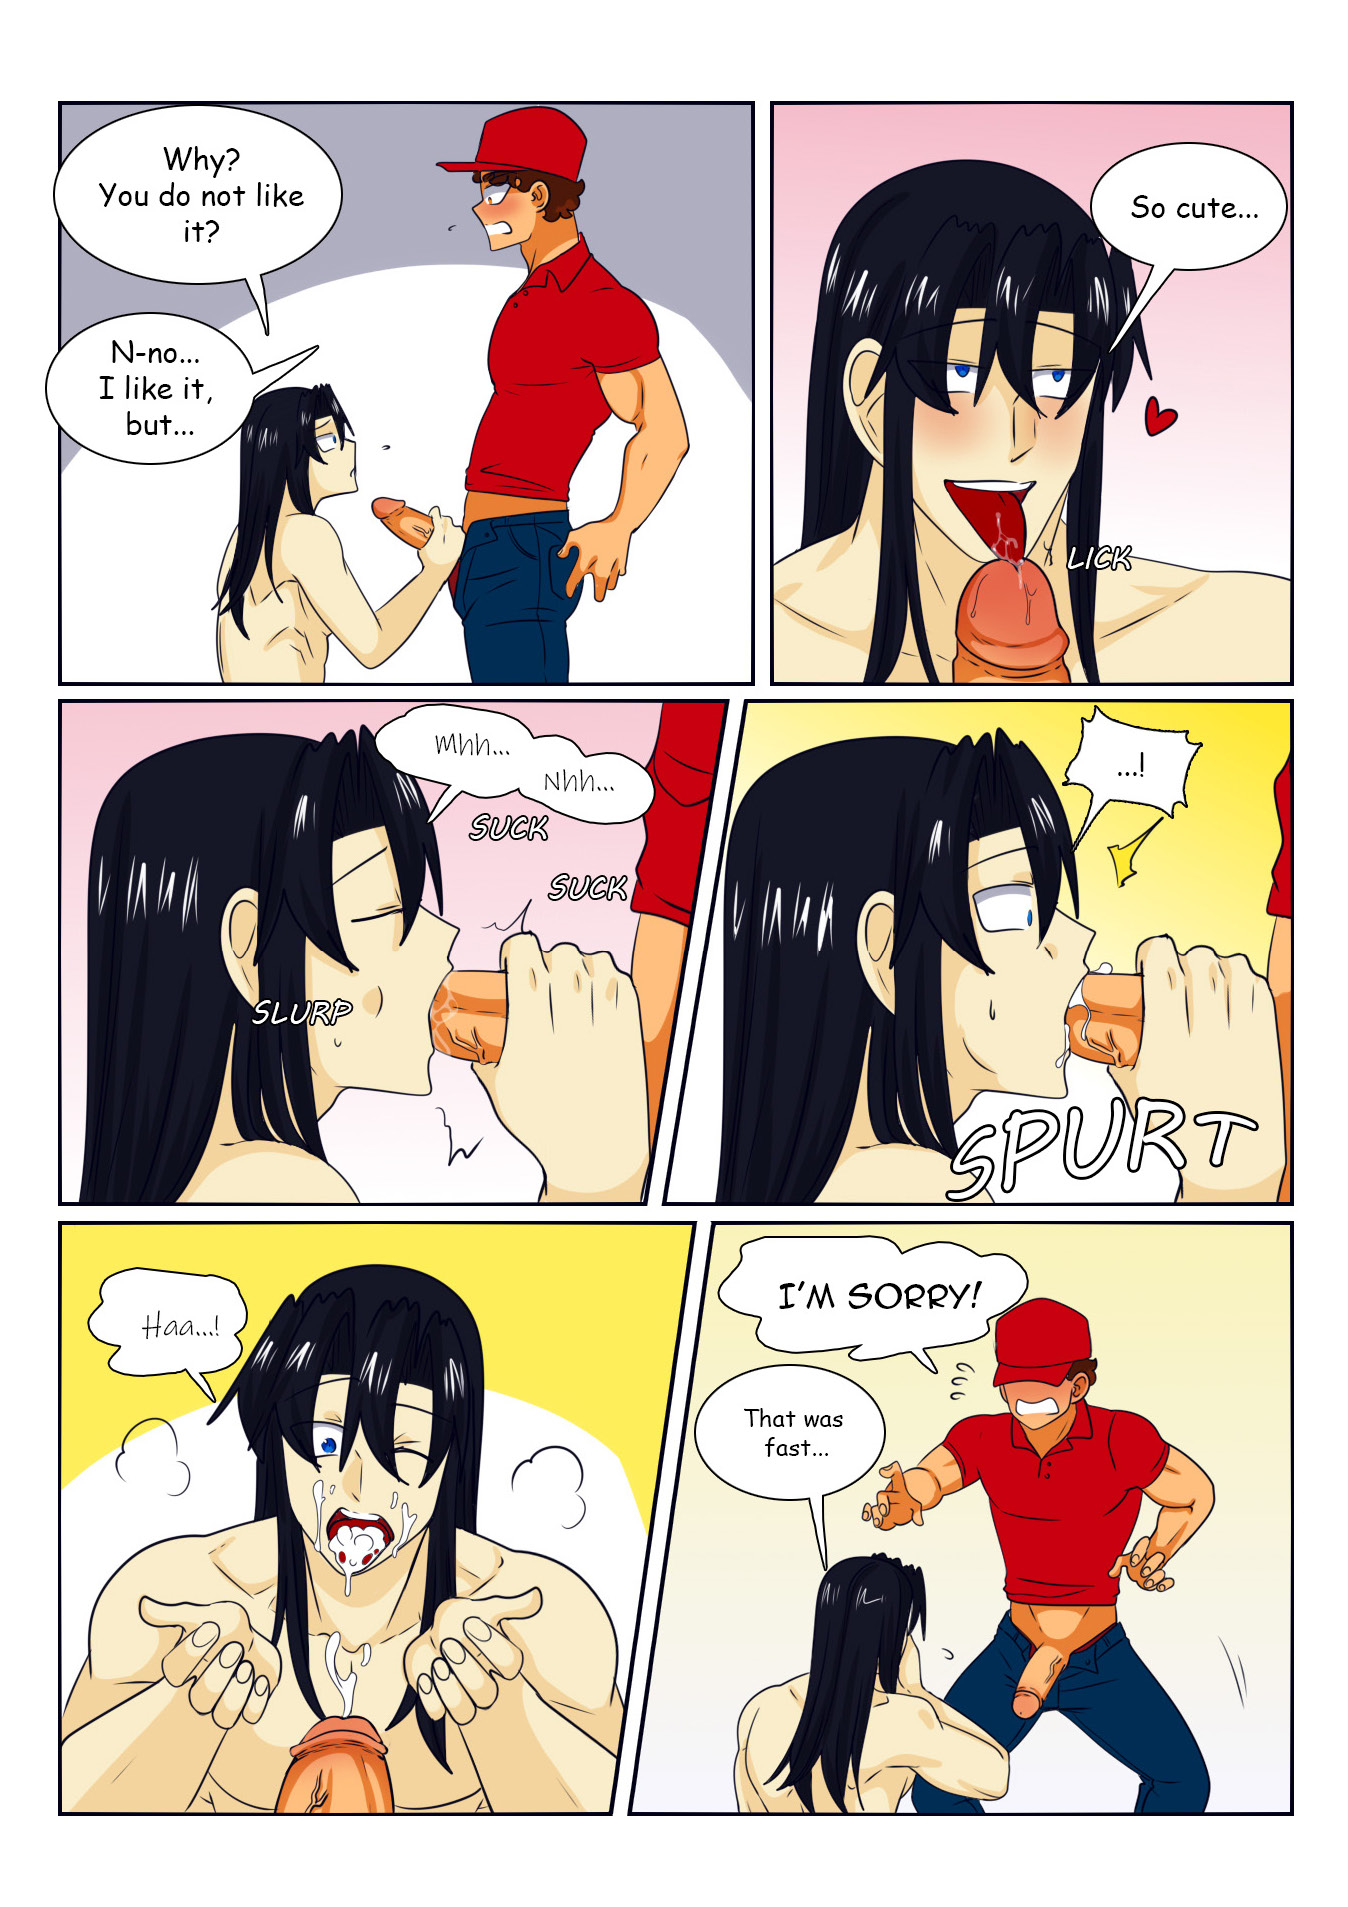 Why?
You do not like
it?
N-no...
I like it,
but...
So cute...
LICK
Mhh...
Nhh...
SUCK
SUCK
SLURP
...!
SPURT
Haa...!
I'M SORRY!
That was
fast...